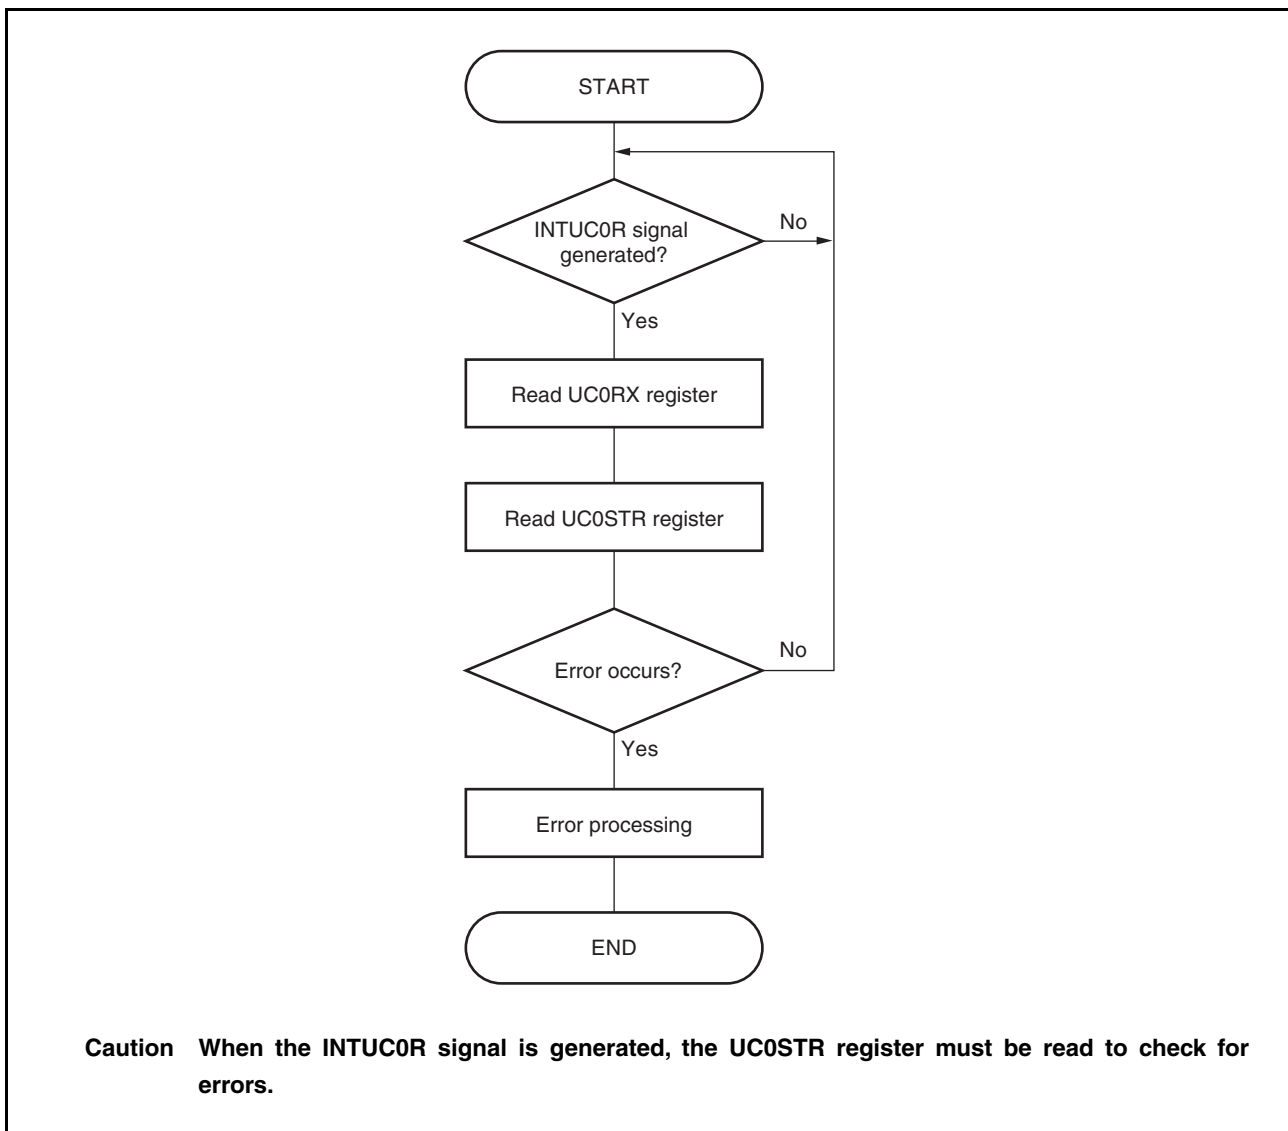 START
INTUC0R signal
generated?
No
Yes
Read UC0RX register
Read UC0STR register
Error occurs?
No
Yes
Error processing
END
Caution When the INTUC0R signal is generated, the UC0STR register must be read to check for
errors.